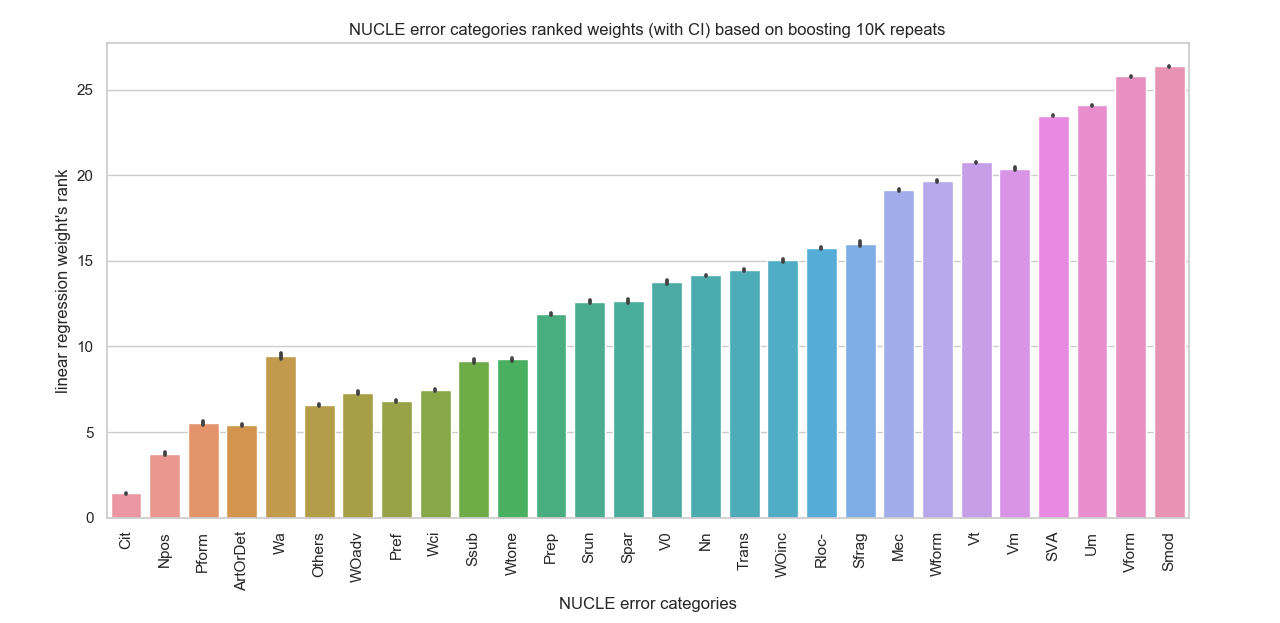 NUCLE error categories ranked weights (with CI) based on boosting 10K repeats
linear regression weight's rank
25
20
15
10
5
0
Cit
Npos
Pform
ArtOrDet
Wa
Others
WOadv
Pref
Wci
Ssub
Wtone
Prep
Srun
Spar
V0
Nn
Trans
WOinc
Rloc-
Sfrag
Mec
Wform
Vt
Vm
SVA
Um
Vform
Smod
NUCLE error categories